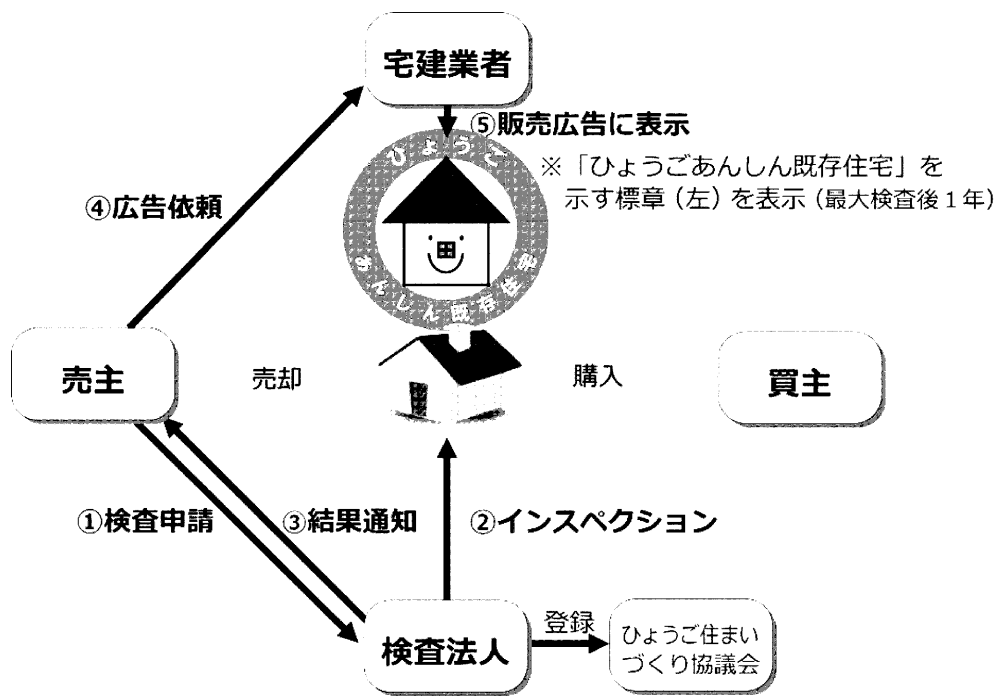 宅建業者
⑤販売広告に表示
ひょうご
※「ひょうごあんしん既存住宅」を
示す標章（左）を表示（最大検査後１年）
④広告依頼
あんしん既存住宅
売主
売却
購入
買主
①検査申請
③結果通知
②インスペクション
検査法人
登録
ひょうご住まい
づくり協議会